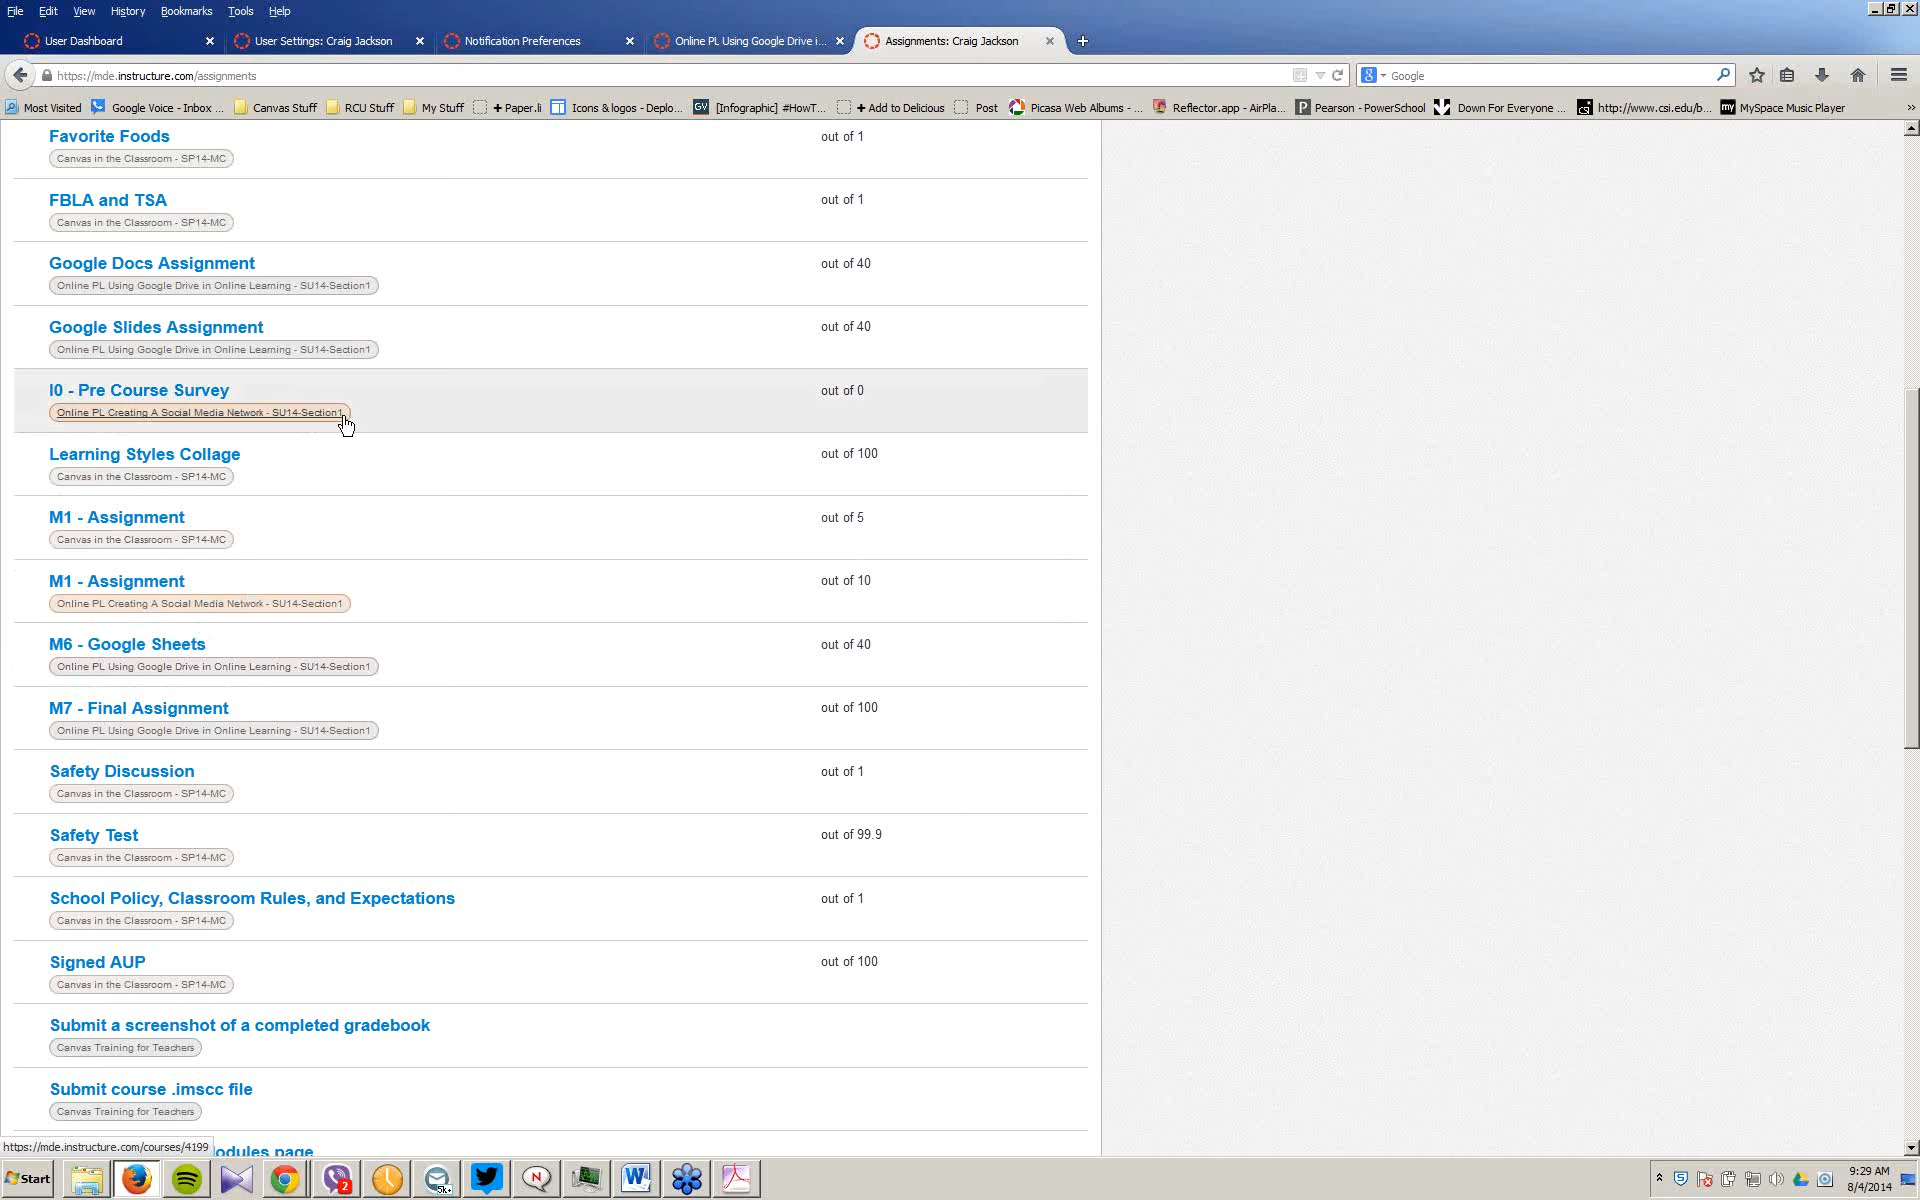 File Edit View History Bookmarks Tools Help
User Dashboard User Settings: Craig Jackson Notification Preferences Online PL Using Google Drive i... Assignments: Craig Jackson
https://mde.instructure.com/assignments Google
Most Visited Google Voice - Inbox ... Canvas Stuff RCU Stuff My Stuff + Paper.li Icons & logos - Deplo... GV [Infographic] #HowT... + Add to Delicious Post Picasa Web Albums - ... Reflector.app - AirPla... P Pearson - PowerSchool Down For Everyone ... csi http://www.csi.edu/b... my MySpace Music Player
Favorite Foods out of 1
Canvas in the Classroom - SP14-MC
FBLA and TSA out of 1
Canvas in the Classroom - SP14-MC
Google Docs Assignment out of 40
Online PL Using Google Drive in Online Learning - SU14-Section1
Google Slides Assignment out of 40
Online PL Using Google Drive in Online Learning - SU14-Section1
I0 - Pre Course Survey out of 0
Online PL Creating A Social Media Network - SU14-Section1
Learning Styles Collage out of 100
Canvas in the Classroom - SP14-MC
M1 - Assignment out of 5
Canvas in the Classroom - SP14-MC
M1 - Assignment out of 10
Online PL Creating A Social Media Network - SU14-Section1
M6 - Google Sheets out of 40
Online PL Using Google Drive in Online Learning - SU14-Section1
M7 - Final Assignment out of 100
Online PL Using Google Drive in Online Learning - SU14-Section1
Safety Discussion out of 1
Canvas in the Classroom - SP14-MC
Safety Test out of 99.9
Canvas in the Classroom - SP14-MC
School Policy, Classroom Rules, and Expectations out of 1
Canvas in the Classroom - SP14-MC
Signed AUP out of 100
Canvas in the Classroom - SP14-MC
Submit a screenshot of a completed gradebook
Canvas Training for Teachers
Submit course .imscc file
Canvas Training for Teachers
https://mde.instructure.com/courses/4199 odules page
Start 2 5k+ N W 9:29 AM
8/4/2014